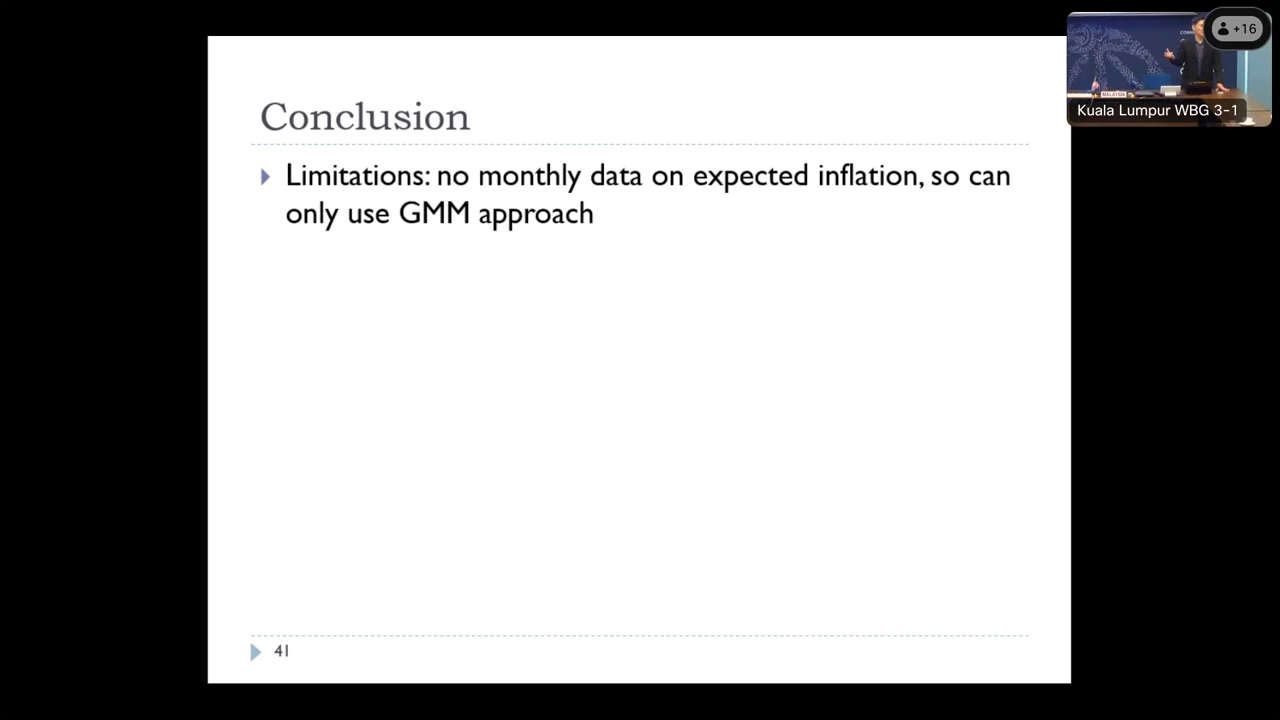 +16
Kuala Lumpur WBG 3-1
MALAYSIA
Conclusion
Limitations: no monthly data on expected inflation, so can
only use GMM approach
41